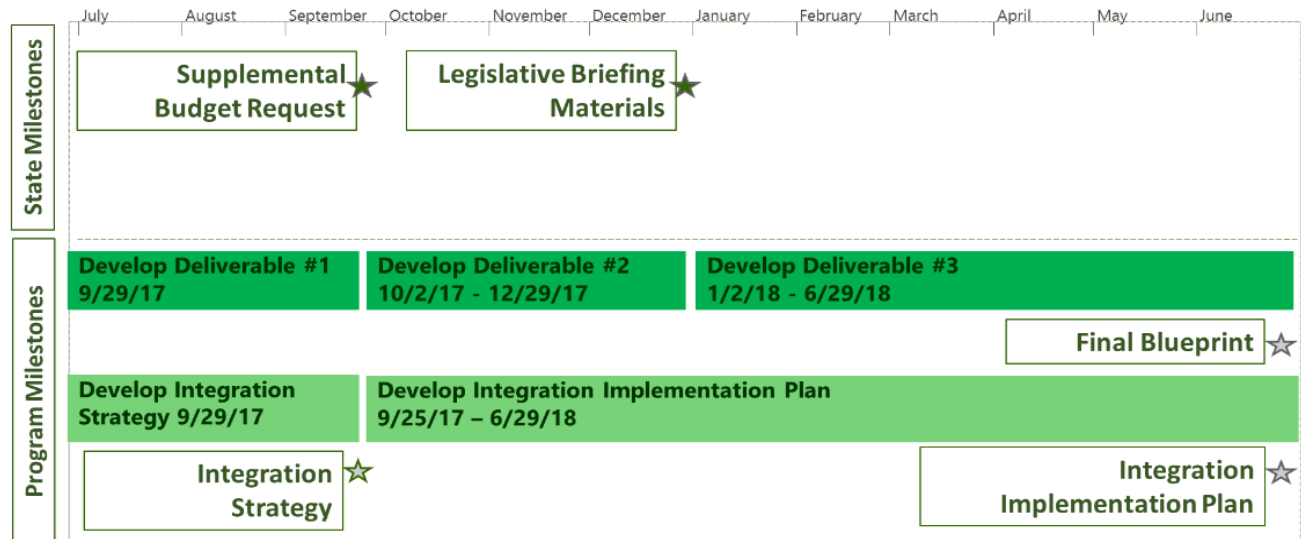 July August September October November December January February March April May June
State Milestones
Supplemental
Budget Request
Legislative Briefing
Materials
Program Milestones
Develop Deliverable #1
9/29/17
Develop Deliverable #2
10/2/17 - 12/29/17
Develop Deliverable #3
1/2/18 - 6/29/18
Final Blueprint
Develop Integration
Strategy 9/29/17
Develop Integration Implementation Plan
9/25/17 – 6/29/18
Integration
Strategy
Integration
Implementation Plan